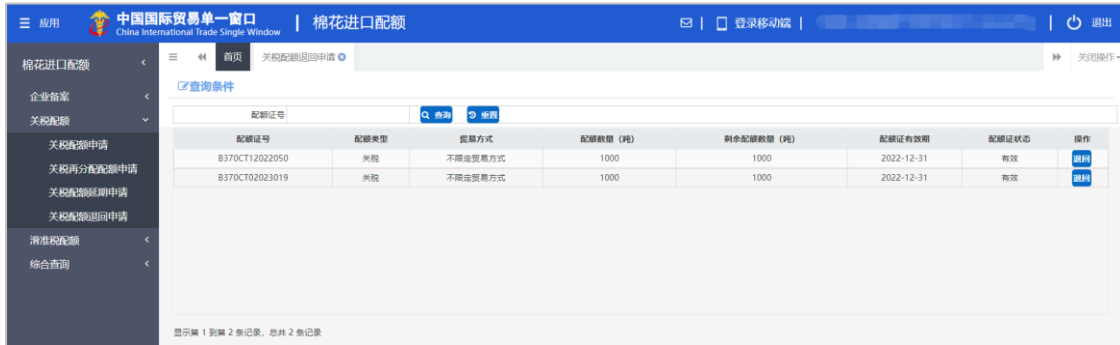 应用 中国国际贸易单一窗口 棉花进口配额 登录移动端 退出
China International Trade Single Window
棉花进口配额 首页 关税配额退回申请 关闭操作
查询条件
企业备案
配额证号 查询 重置
关税配额
配额证号 配额类型 贸易方式 配额数量（吨） 剩余配额数量（吨） 配额证有效期 配额证状态 操作
关税配额申请
B370CT12022050 关税 不限定贸易方式 1000 1000 2022-12-31 有效 退回
关税再分配配额申请
B370CT02023019 关税 不限定贸易方式 1000 1000 2022-12-31 有效 退回
关税配额延期申请
关税配额退回申请
滑准税配额
综合查询
显示第 1 到第 2 条记录，总共 2 条记录